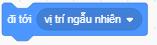 đi tới vị trí ngẫu nhiên